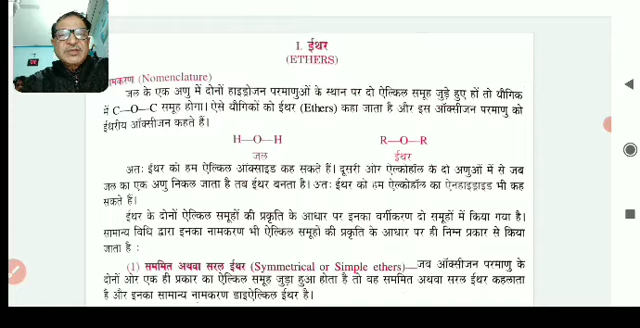 I. ईथर
(ETHERS)
नामकरण (Nomenclature)
जल के एक अणु में दोनों हाइड्रोजन परमाणुओं के स्थान पर दो ऐल्किल समूह जुड़े हुए हों तो यौगिक
में C—O—C समूह होगा। ऐसे यौगिकों को ईथर (Ethers) कहा जाता है और इस ऑक्सीजन परमाणु को
ईथरीय ऑक्सीजन कहते हैं।
H—O—H R—O—R
जल ईथर
अतः ईथर को हम ऐल्किल ऑक्साइड कह सकते हैं। दूसरी ओर ऐल्कोहॉल के दो अणुओं में से जब
जल का एक अणु निकल जाता है तब ईथर बनता है। अतः ईथर को हम ऐल्कोहॉल का ऐनहाइड्राइड भी कह
सकते हैं।
ईथर के दोनों ऐल्किल समूहों की प्रकृति के आधार पर इनका वर्गीकरण दो समूहों में किया गया है।
सामान्य विधि द्वारा इनका नामकरण भी ऐल्किल समूहों की प्रकृति के आधार पर ही निम्न प्रकार से किया
जाता है :
(1) सममित अथवा सरल ईथर (Symmetrical or Simple ethers)—जब ऑक्सीजन परमाणु के
दोनों ओर एक ही प्रकार का ऐल्किल समूह जुड़ा हुआ होता है तो वह सममित अथवा सरल ईथर कहलाता
है और इनका सामान्य नामकरण डाइऐल्किल ईथर है।